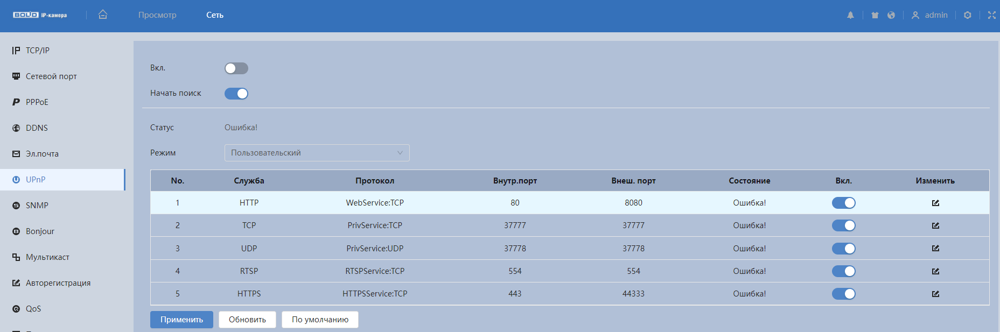 BOLID IP-камера Просмотр Сеть admin
TCP/IP
Сетевой порт
PPPoE
DDNS
Эл.почта
UPnP
SNMP
Bonjour
Мультикаст
Авторегистрация
QoS
Вкл.
Начать поиск
Статус Ошибка!
Режим Пользовательский
No. Служба Протокол Внутр.порт Внеш. порт Состояние Вкл. Изменить
1 HTTP WebService:TCP 80 8080 Ошибка!
2 TCP PrivService:TCP 37777 37777 Ошибка!
3 UDP PrivService:UDP 37778 37778 Ошибка!
4 RTSP RTSPService:TCP 554 554 Ошибка!
5 HTTPS HTTPSService:TCP 443 44333 Ошибка!
Применить Обновить По умолчанию